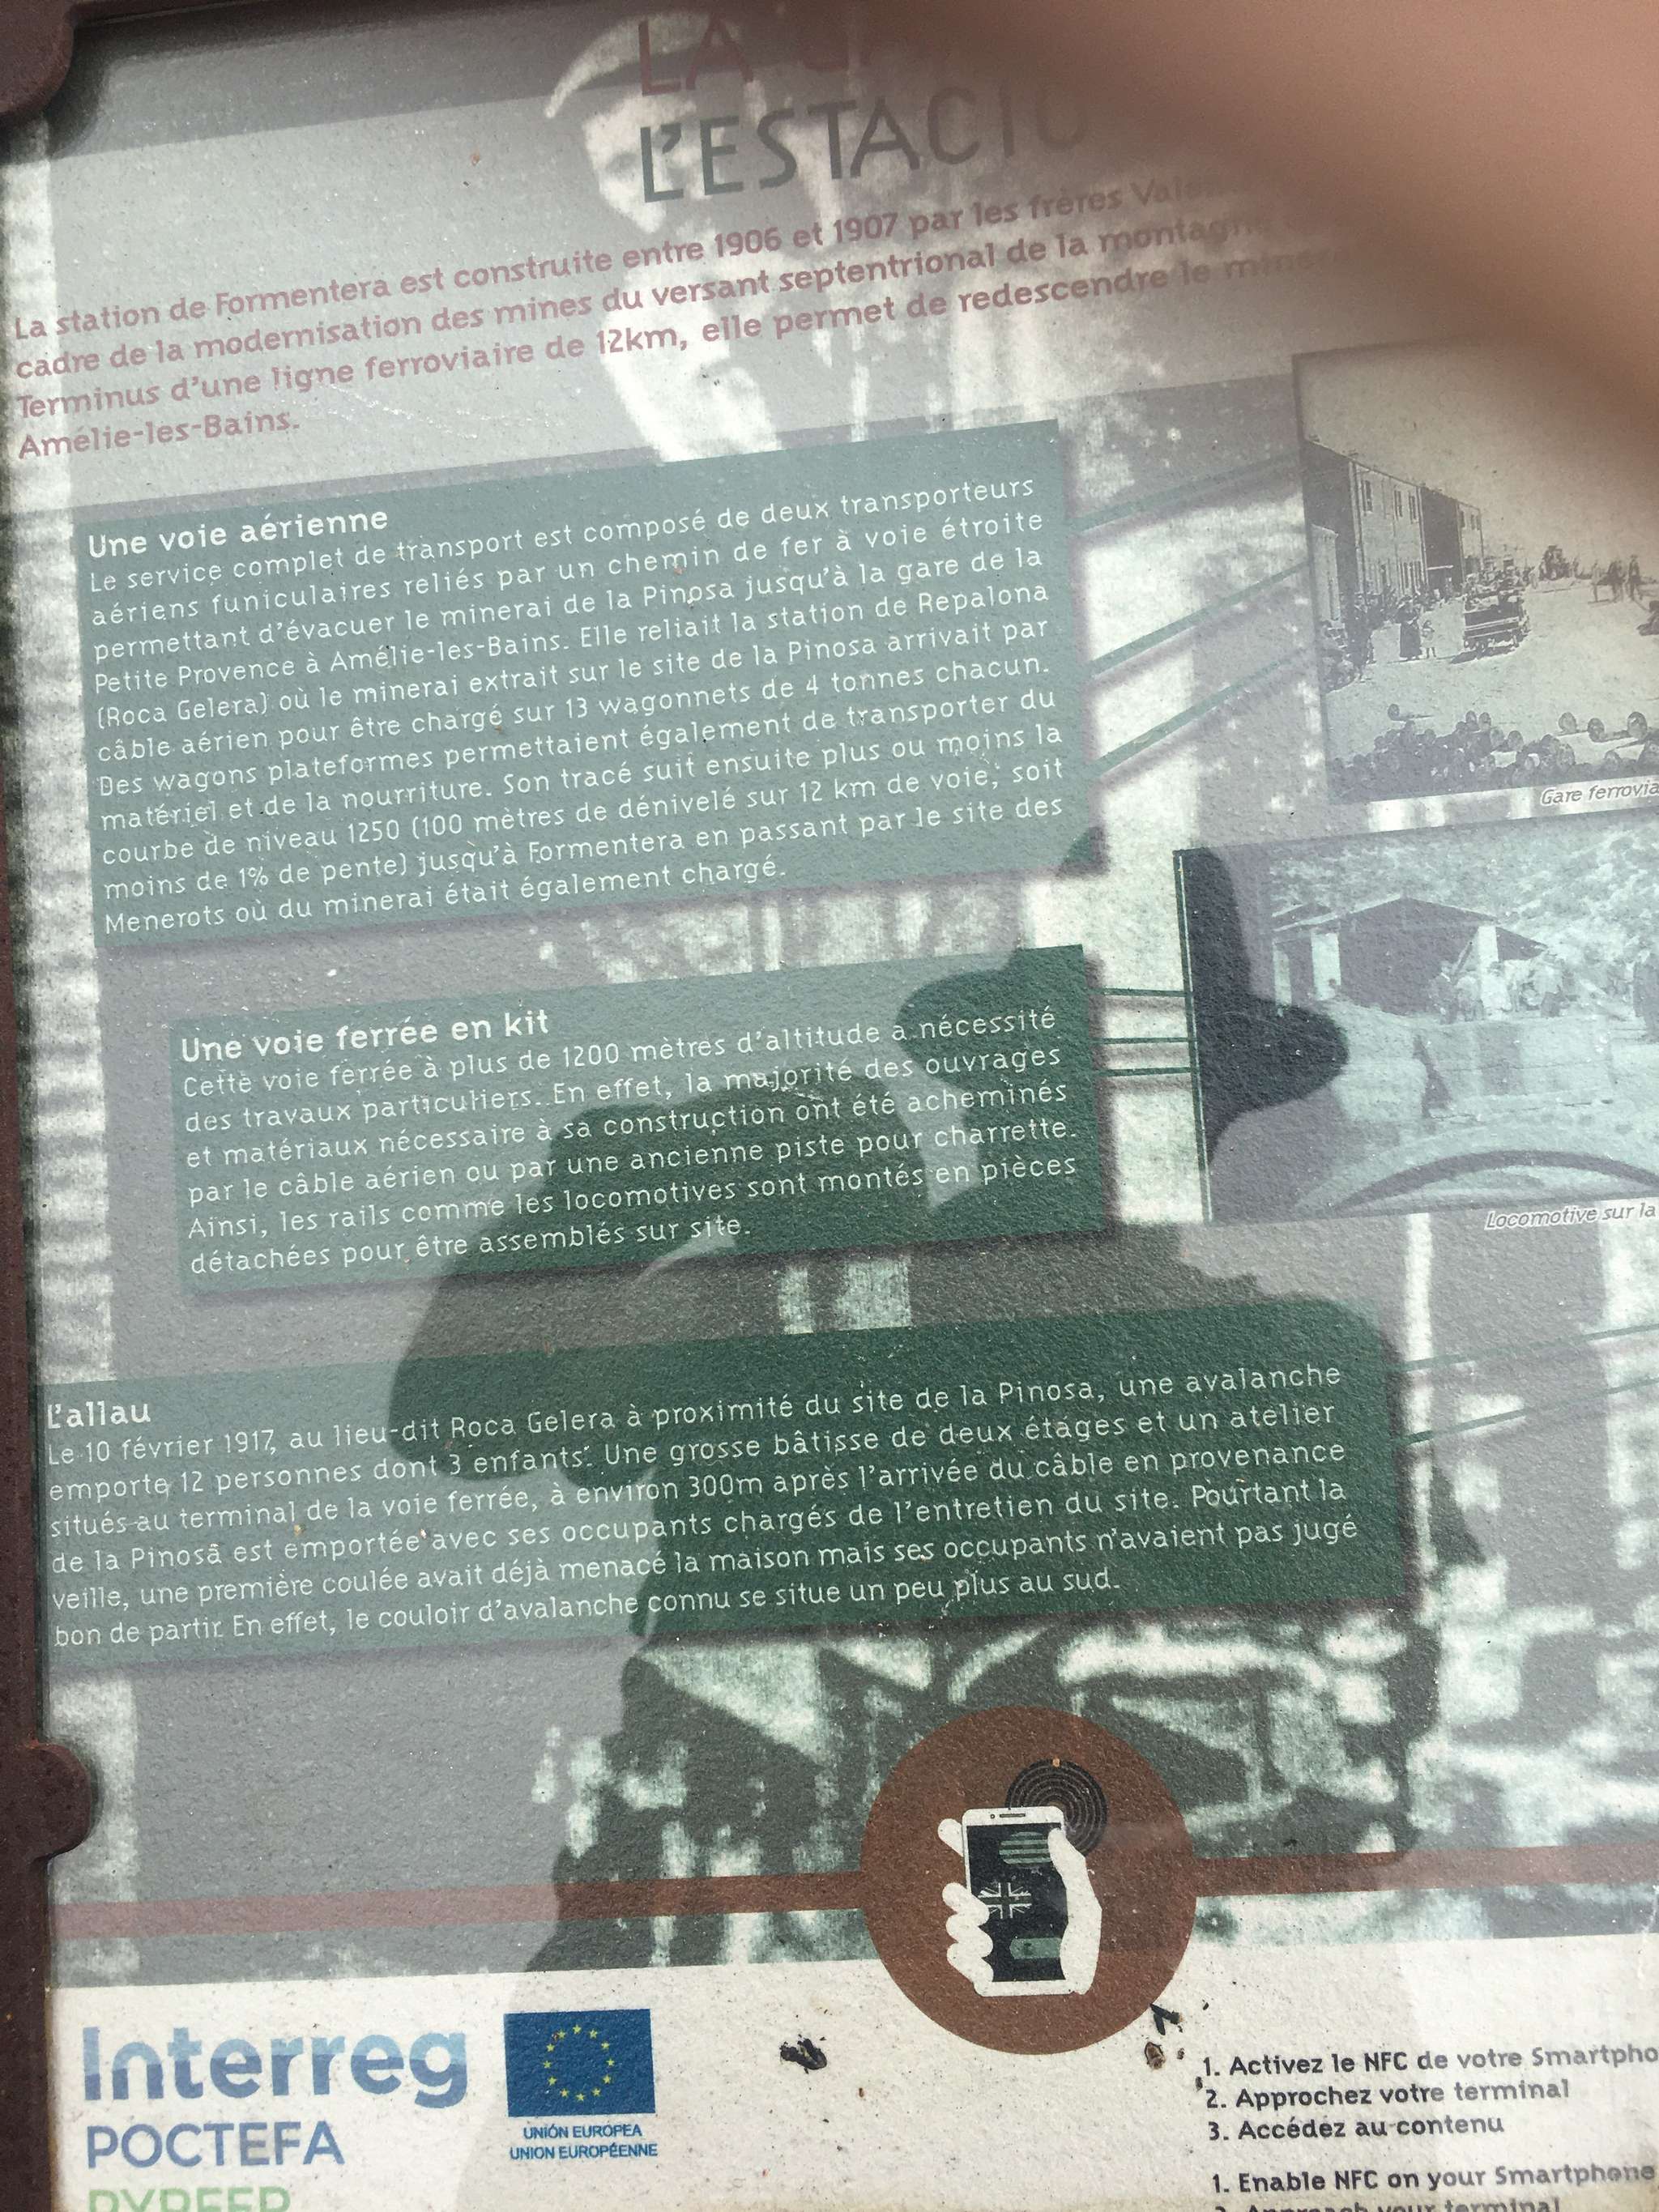 LA
L'ESTACIÓ
La station de Formentera est construite entre 1906 et 1907 par les frères
cadre de la modernisation des mines du versant septentrional de la montagne
Terminus d'une ligne ferroviaire de 12km, elle permet de redescendre le minerai
Amélie-les-Bains.
Une voie aérienne
Le service complet de transport est composé de deux transporteurs
aériens funiculaires reliés par un chemin de fer à voie étroite
permettant d'évacuer le minerai de la Pinosa jusqu'à la gare de la
Petite Provence à Amélie-les-Bains. Elle reliait la station de Repalona
(Roca Gelera) où le minerai extrait sur le site de la Pinosa arrivait par
câble aérien pour être chargé sur 13 wagonnets de 4 tonnes chacun.
Des wagons plateformes permettaient également de transporter du
matériel et de la nourriture. Son tracé suit ensuite plus ou moins la
courbe de niveau 1250 (100 mètres de dénivelé sur 12 km de voie, soit
moins de 1% de pente) jusqu'à Formentera en passant par le site des
Menerots où du minerai était également chargé.
Gare ferrovia
Une voie ferrée en kit
Cette voie ferrée à plus de 1200 mètres d'altitude a nécessité
des travaux particuliers. En effet, la majorité des ouvrages
et matériaux nécessaire à sa construction ont été acheminés
par le câble aérien ou par une ancienne piste pour charrette.
Ainsi, les rails comme les locomotives sont montés en pièces
détachées pour être assemblés sur site.
Locomotive sur la
L'allau
Le 10 février 1917, au lieu-dit Roca Gelera à proximité du site de la Pinosa, une avalanche
emporte 12 personnes dont 3 enfants. Une grosse bâtisse de deux étages et un atelier
situés au terminal de la voie ferrée, à environ 300m après l'arrivée du câble en provenance
de la Pinosa est emportée avec ses occupants chargés de l'entretien du site. Pourtant la
veille, une première coulée avait déjà menacé la maison mais ses occupants n'avaient pas jugé
bon de partir. En effet, le couloir d'avalanche connu se situe un peu plus au sud.
Interreg
POCTEFA
UNIÓN EUROPEA
UNION EUROPÉENNE
1. Activez le NFC de votre Smartpho
2. Approchez votre terminal
3. Accédez au contenu
1. Enable NFC on your Smartphone
2. Approach your terminal